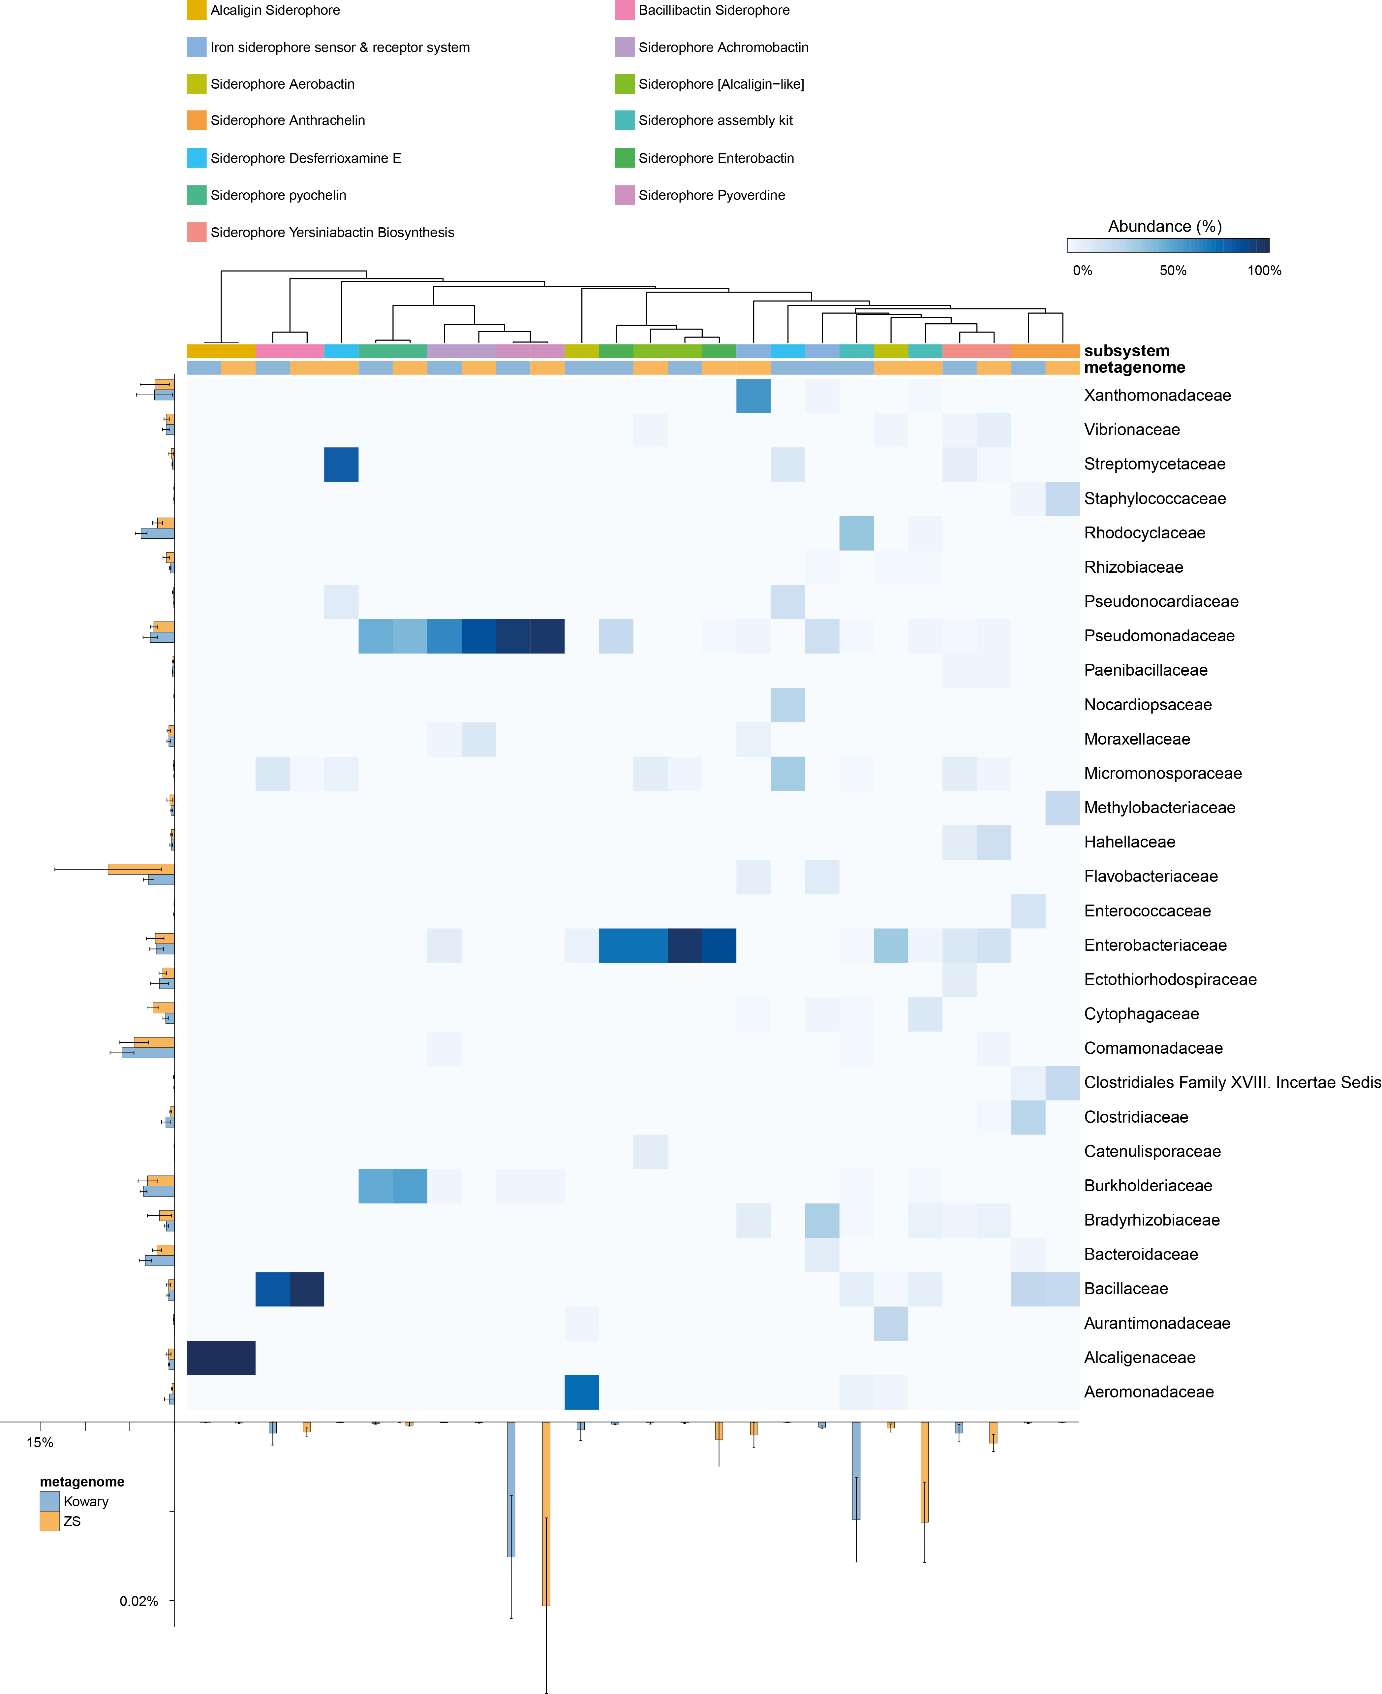 Alcaligin Siderophore
Bacillibactin Siderophore
Iron siderophore sensor & receptor system
Siderophore Achromobactin
Siderophore Aerobactin
Siderophore [Alcaligin−like]
Siderophore Anthrachelin
Siderophore assembly kit
Siderophore Desferrioxamine E
Siderophore Enterobactin
Siderophore pyochelin
Siderophore Pyoverdine
Siderophore Yersiniabactin Biosynthesis
Abundance (%)
0% 50% 100%
subsystem
metagenome
Xanthomonadaceae
Vibrionaceae
Streptomycetaceae
Staphylococcaceae
Rhodocyclaceae
Rhizobiaceae
Pseudonocardiaceae
Pseudomonadaceae
Paenibacillaceae
Nocardiopsaceae
Moraxellaceae
Micromonosporaceae
Methylobacteriaceae
Hahellaceae
Flavobacteriaceae
Enterococcaceae
Enterobacteriaceae
Ectothiorhodospiraceae
Cytophagaceae
Comamonadaceae
Clostridiales Family XVIII. Incertae Sedis
Clostridiaceae
Catenulisporaceae
Burkholderiaceae
Bradyrhizobiaceae
Bacteroidaceae
Bacillaceae
Aurantimonadaceae
Alcaligenaceae
Aeromonadaceae
15%
metagenome
Kowary
ZS
0.02%